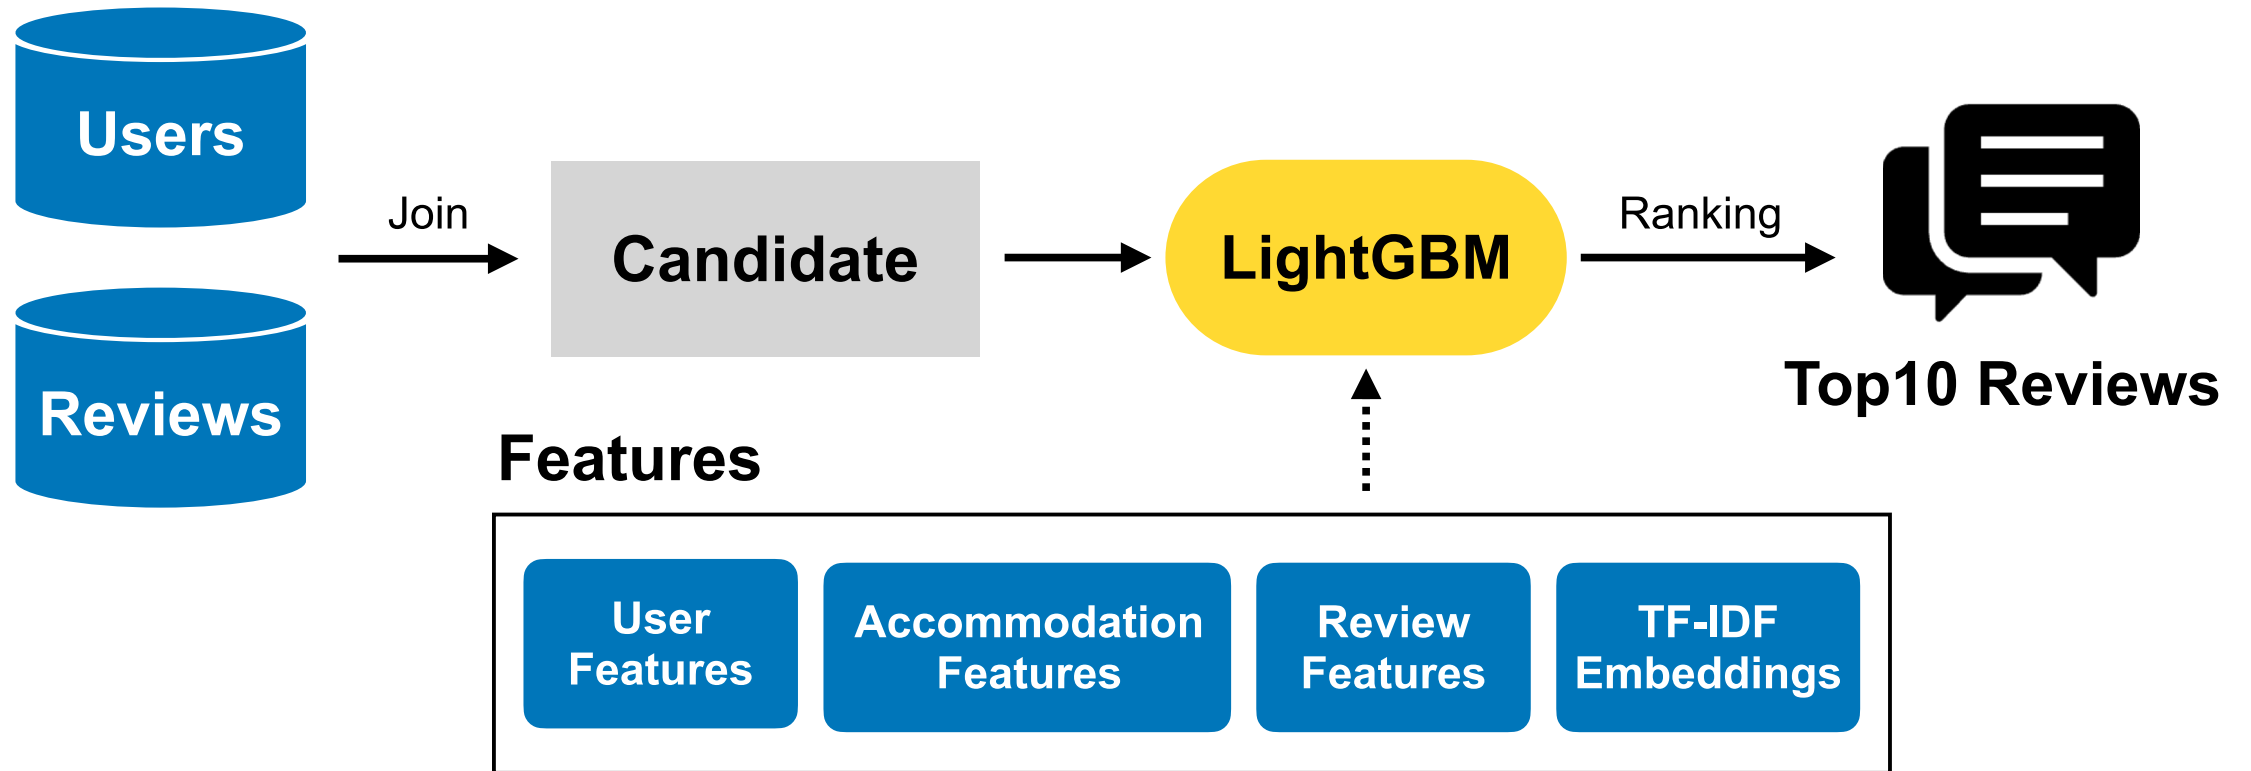 Users
Reviews
Join
Candidate
LightGBM
Ranking
Top10 Reviews
Features
User
Features
Accommodation
Features
Review
Features
TF-IDF
Embeddings